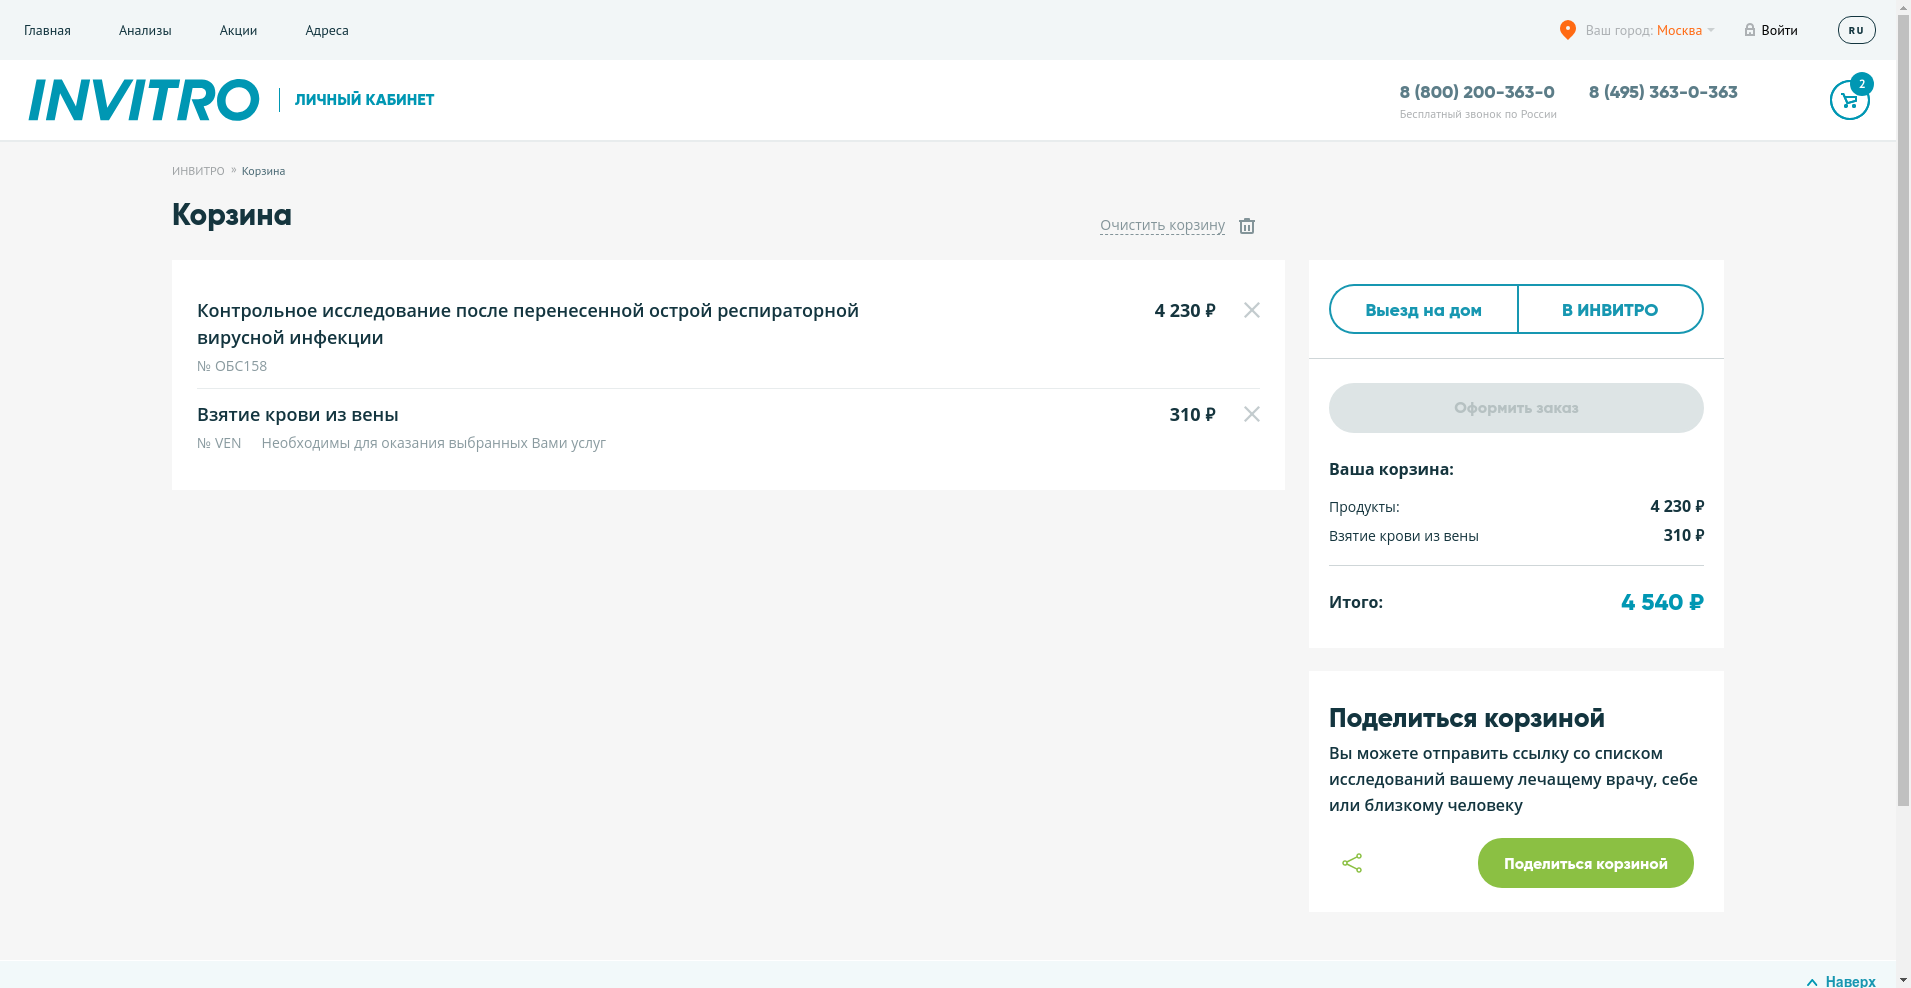 Главная
Анализы
Акции
Адреса
Ваш город: Москва
Войти
RU
INVITRO
ЛИЧНЫЙ КАБИНЕТ
8 (800) 200-363-0
Бесплатный звонок по России
8 (495) 363-0-363
2
ИНВИТРО » Корзина
Корзина
Очистить корзину
Контрольное исследование после перенесенной острой респираторной
вирусной инфекции
4 230 ₽
№ ОБС158
Взятие крови из вены
310 ₽
№ VEN Необходимы для оказания выбранных Вами услуг
Выезд на дом
В ИНВИТРО
Оформить заказ
Ваша корзина:
Продукты: 4 230 ₽
Взятие крови из вены 310 ₽
Итого: 4 540 ₽
Поделиться корзиной
Вы можете отправить ссылку со списком
исследований вашему лечащему врачу, себе
или близкому человеку
Поделиться корзиной
Наверх